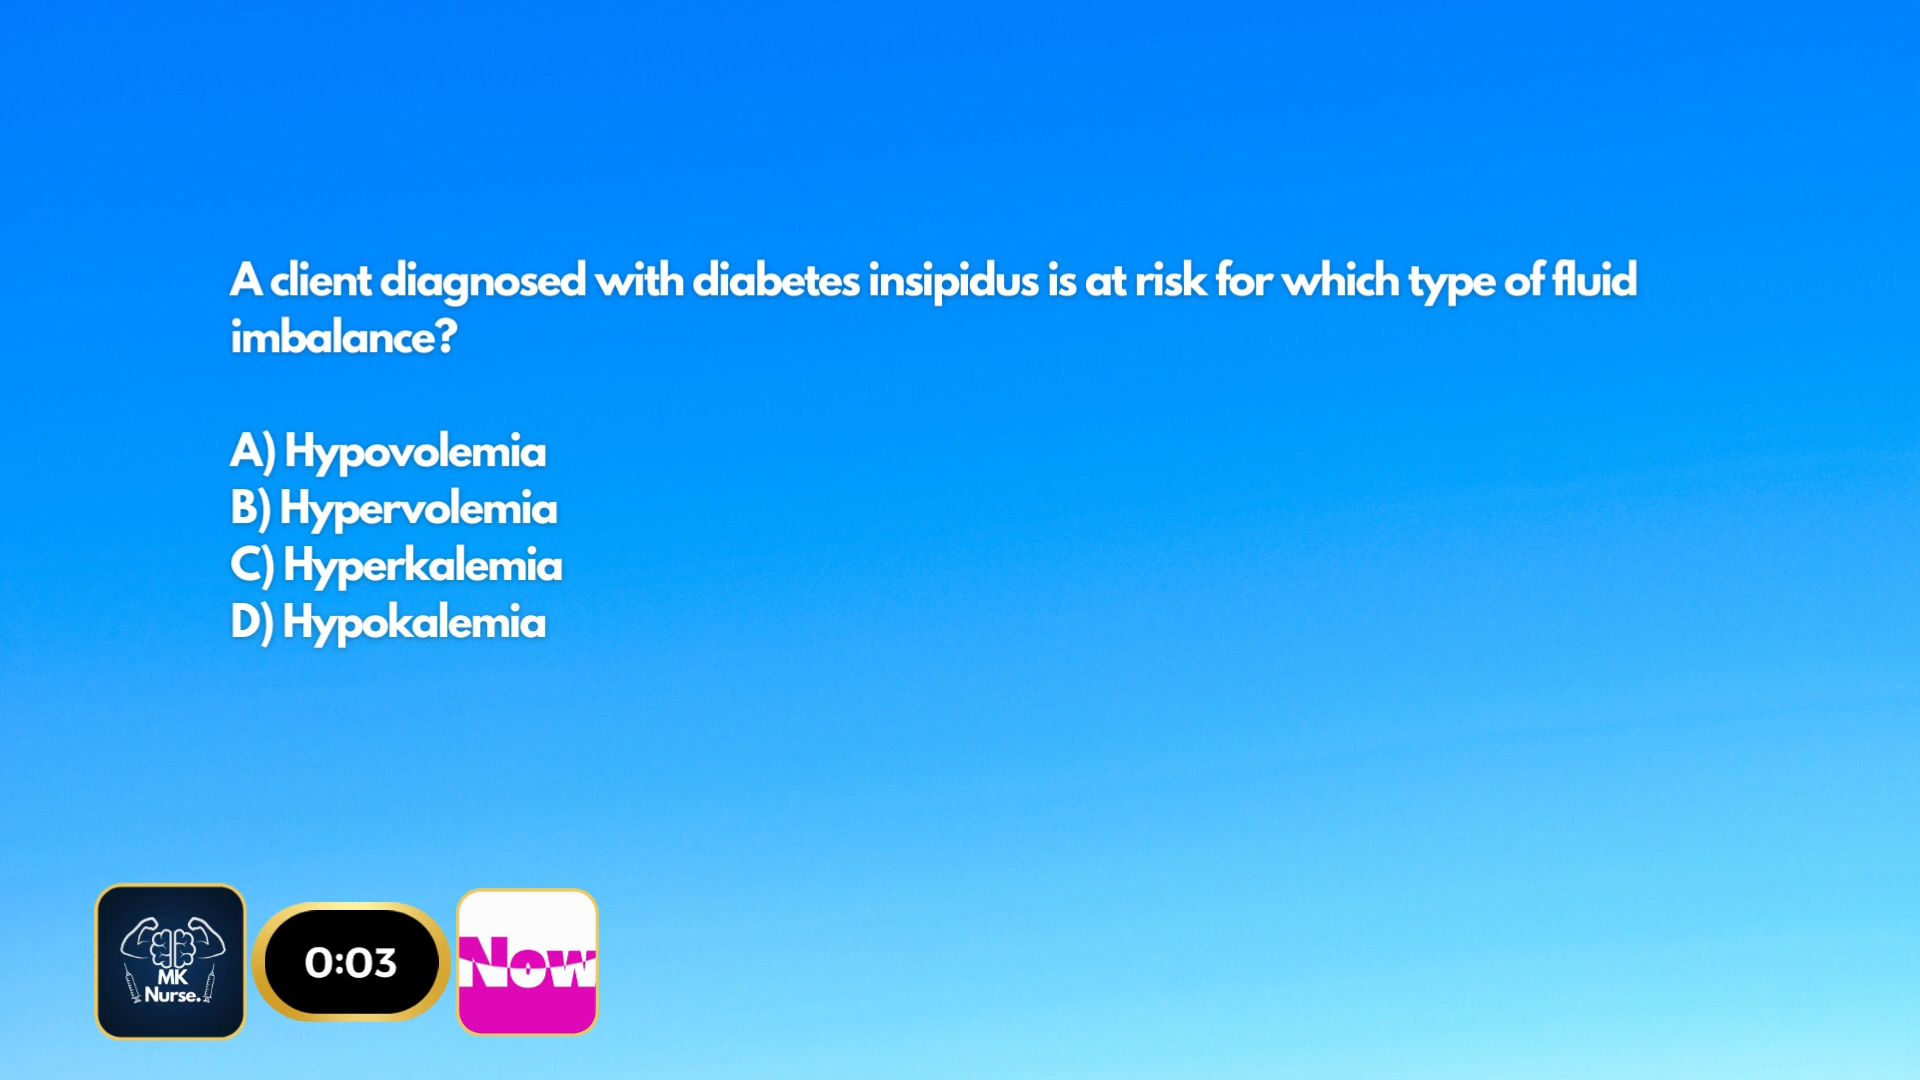 A client diagnosed with diabetes insipidus is at risk for which type of fluid
imbalance?
A) Hypovolemia
B) Hypervolemia
C) Hyperkalemia
D) Hypokalemia
MK
Nurse.
0:03
Now